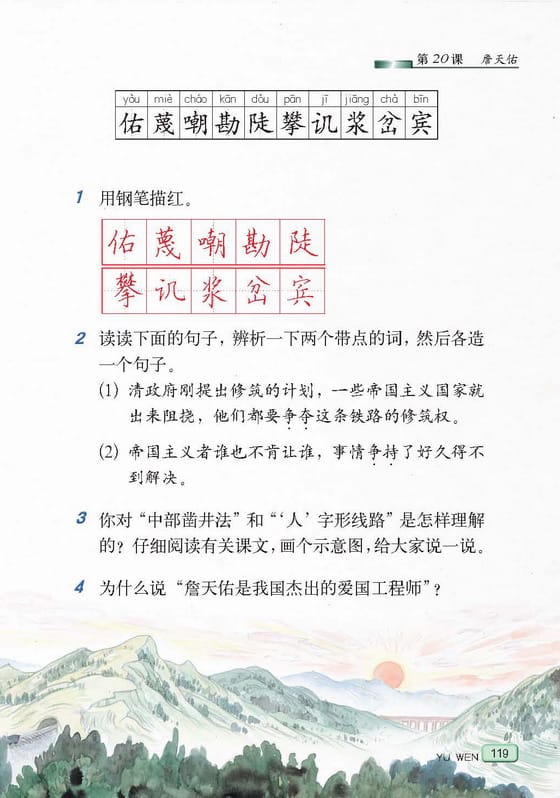 第20课 詹天佑
yòu miè cháo kān dǒu pān jī jiāng chà bīn
佑 蔑 嘲 勘 陡 攀 讥 浆 岔 宾
1 用钢笔描红。
佑 蔑 嘲 勘 陡
攀 讥 浆 岔 宾
2 读读下面的句子，辨析一下两个带点的词，然后各造
一个句子。
(1) 清政府刚提出修筑的计划，一些帝国主义国家就
出来阻挠，他们都要争夺这条铁路的修筑权。
(2) 帝国主义者谁也不肯让谁，事情争持了好久得不
到解决。
3 你对“中部凿井法”和“‘人’字形线路”是怎样理解
的？仔细阅读有关课文，画个示意图，给大家说一说。
4 为什么说“詹天佑是我国杰出的爱国工程师”？
YU WEN 119